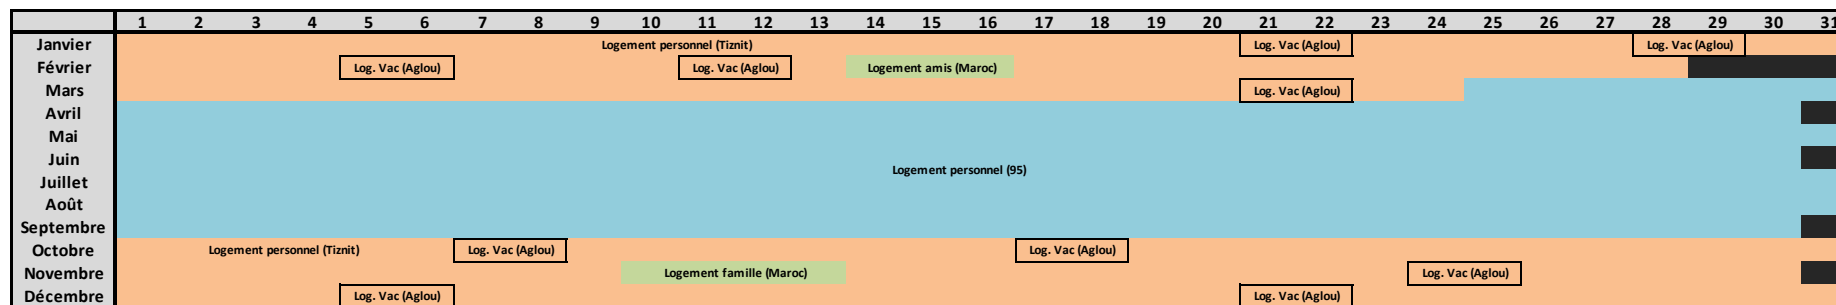 1 2 3 4 5 6 7 8 9 10 11 12 13 14 15 16 17 18 19 20 21 22 23 24 25 26 27 28 29 30 31
Janvier Logement personnel (Tiznit) Log. Vac (Aglou) Log. Vac (Aglou)
Février Log. Vac (Aglou) Log. Vac (Aglou) Logement amis (Maroc)
Mars Log. Vac (Aglou)
Avril
Mai
Juin
Logement personnel (95)
Juillet
Août
Septembre
Octobre Logement personnel (Tiznit) Log. Vac (Aglou) Log. Vac (Aglou)
Novembre Logement famille (Maroc) Log. Vac (Aglou)
Décembre Log. Vac (Aglou) Log. Vac (Aglou)